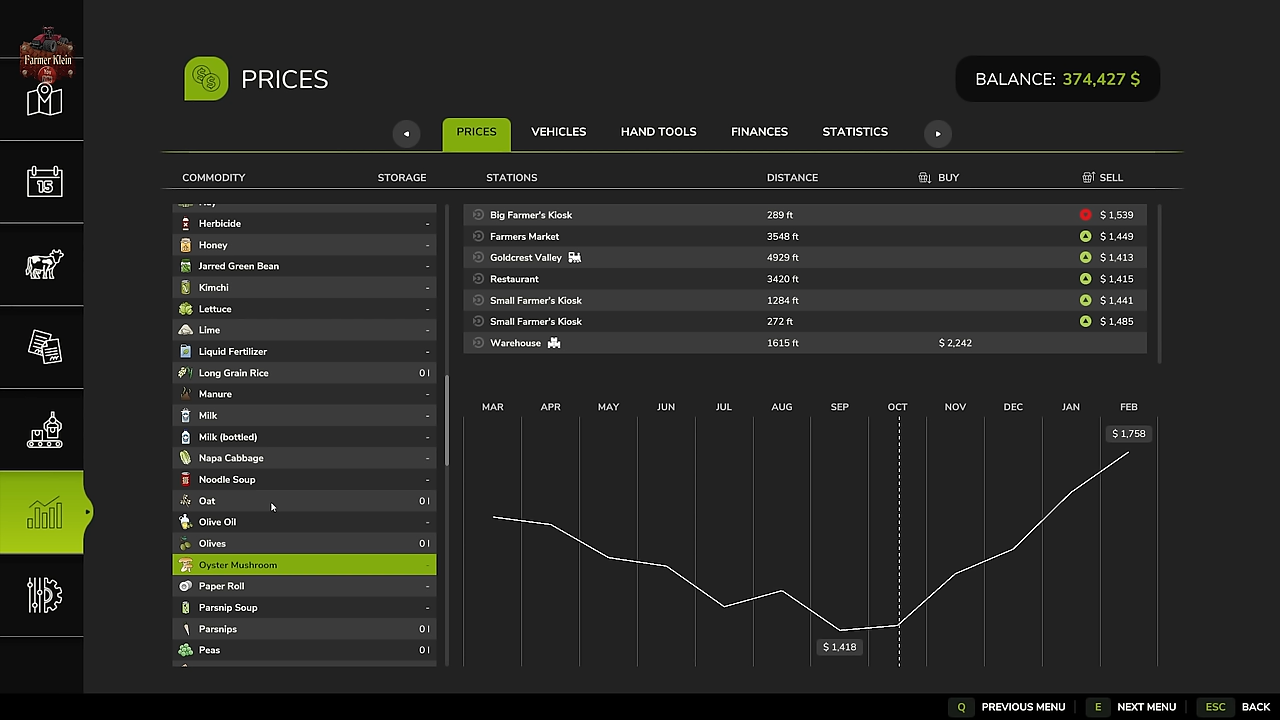 Farmer Klein
You
PRICES
BALANCE: 374,427 $
PRICES VEHICLES HAND TOOLS FINANCES STATISTICS
COMMODITY STORAGE STATIONS DISTANCE BUY SELL
Herbicide -
Honey -
Jarred Green Bean -
Kimchi -
Lettuce -
Lime -
Liquid Fertilizer -
Long Grain Rice 0 l
Manure -
Milk -
Milk (bottled) -
Napa Cabbage -
Noodle Soup -
Oat 0 l
Olive Oil -
Olives 0 l
Oyster Mushroom -
Paper Roll -
Parsnip Soup -
Parsnips 0 l
Peas 0 l
Big Farmer's Kiosk 289 ft $ 1,539
Farmers Market 3548 ft $ 1,449
Goldcrest Valley 4929 ft $ 1,413
Restaurant 3420 ft $ 1,415
Small Farmer's Kiosk 1284 ft $ 1,441
Small Farmer's Kiosk 272 ft $ 1,485
Warehouse 1615 ft $ 2,242
MAR APR MAY JUN JUL AUG SEP OCT NOV DEC JAN FEB
$ 1,758
$ 1,418
15
Q PREVIOUS MENU E NEXT MENU ESC BACK